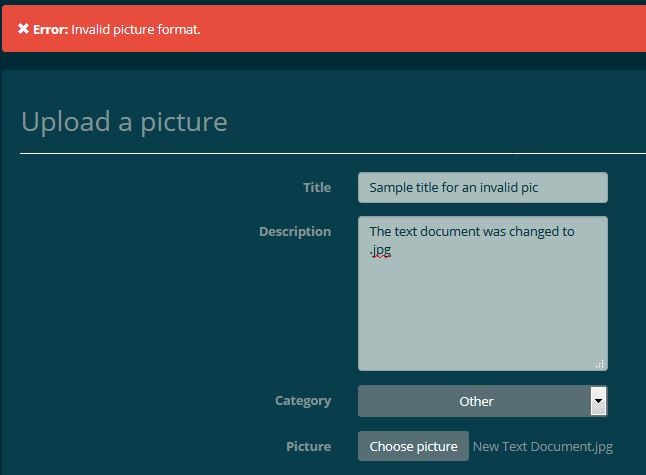 ✖ Error: Invalid picture format.
Upload a picture
Title
Sample title for an invalid pic
Description
The text document was changed to
.jpg
Category
Other
Picture
Choose picture
New Text Document.jpg